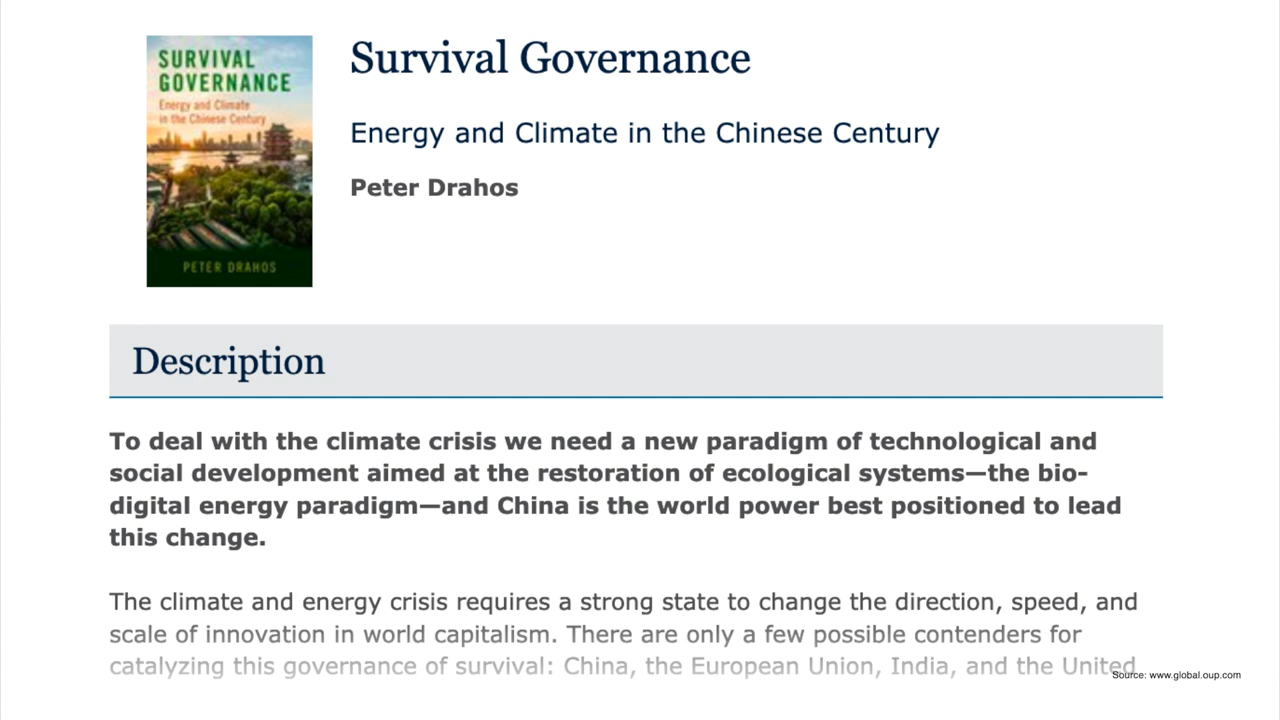 SURVIVAL
GOVERNANCE
Energy and Climate
in the Chinese Century
PETER DRAHOS
Survival Governance
Energy and Climate in the Chinese Century
Peter Drahos
Description
To deal with the climate crisis we need a new paradigm of technological and
social development aimed at the restoration of ecological systems—the bio-
digital energy paradigm—and China is the world power best positioned to lead
this change.
The climate and energy crisis requires a strong state to change the direction, speed, and
scale of innovation in world capitalism. There are only a few possible contenders for
catalyzing this governance of survival: China, the European Union, India, and the United
Source: www.global.oup.com